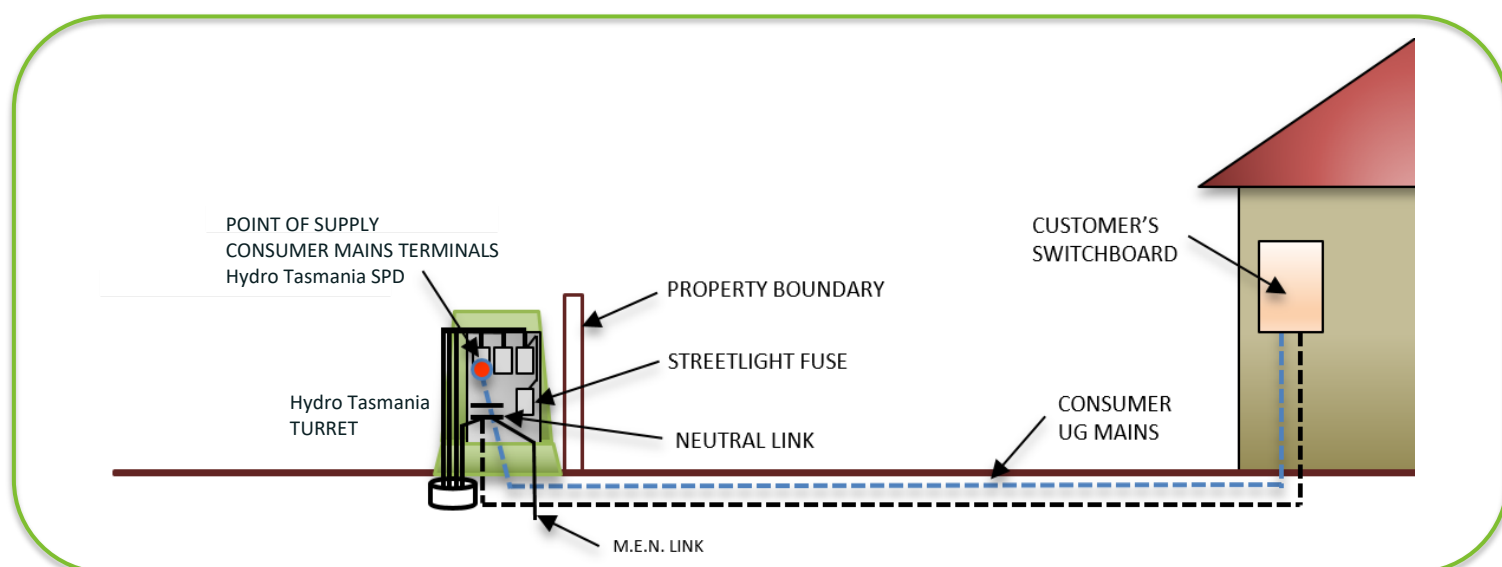 POINT OF SUPPLY
CONSUMER MAINS TERMINALS
Hydro Tasmania SPD
PROPERTY BOUNDARY
STREETLIGHT FUSE
Hydro Tasmania
TURRET
NEUTRAL LINK
M.E.N. LINK
CUSTOMER’S
SWITCHBOARD
CONSUMER
UG MAINS